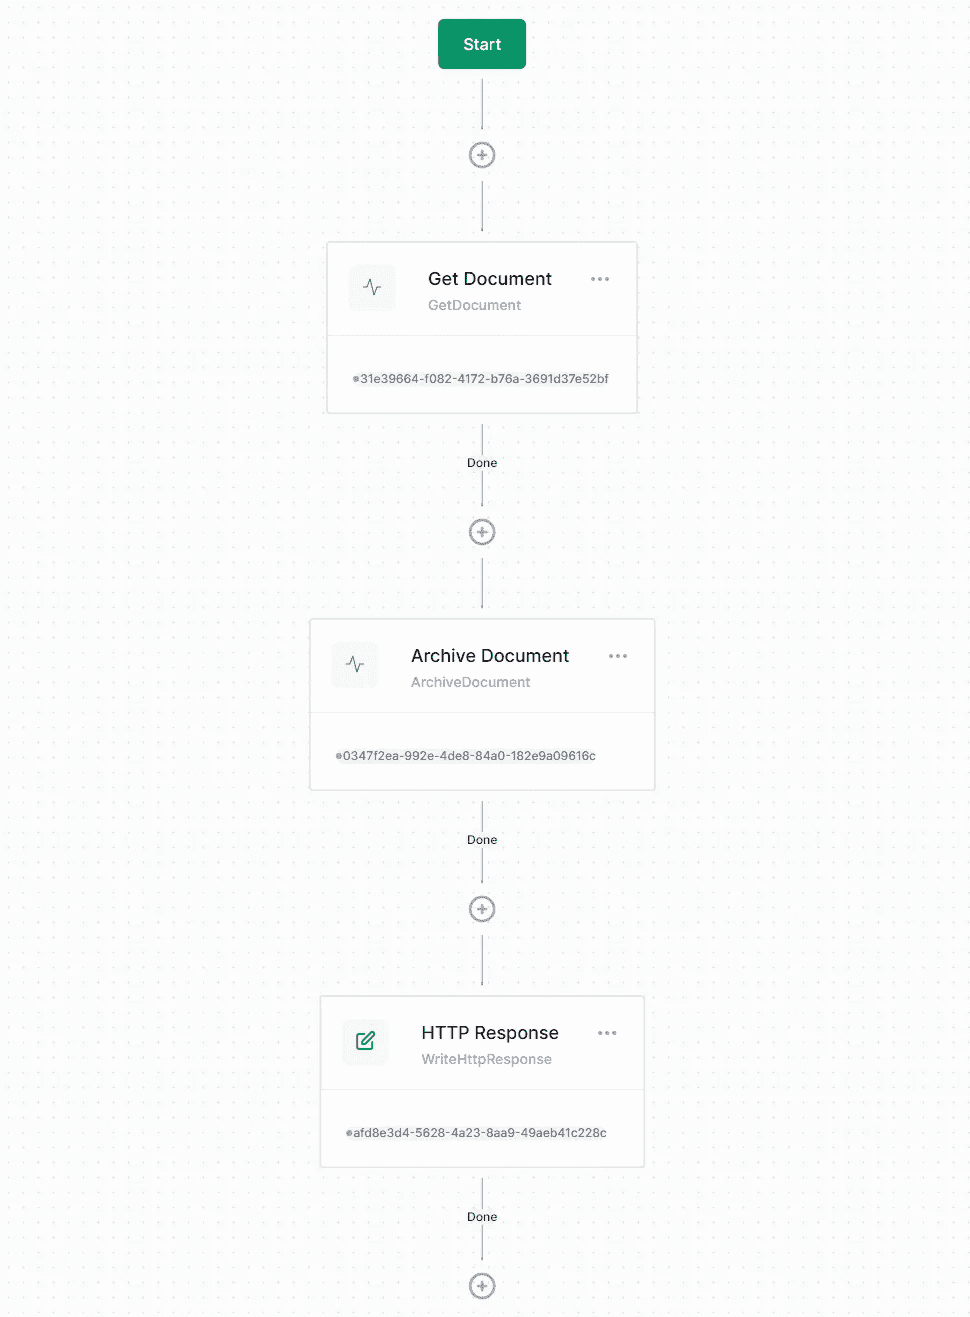 Start
Get Document
GetDocument
31e39664-f082-4172-b76a-3691d37e52bf
Done
Archive Document
ArchiveDocument
0347f2ea-992e-4de8-84a0-182e9a09616c
Done
HTTP Response
WriteHttpResponse
afd8e3d4-5628-4a23-8aa9-49aeb41c228c
Done